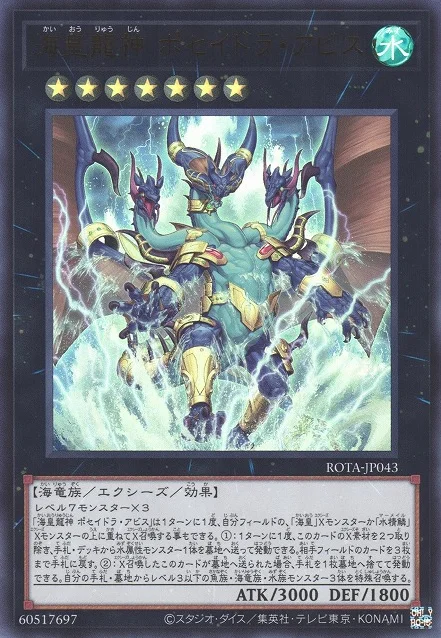 かい おう りゅう じん
海皇龍神 ポセイドラ・アビス
水
ROTA-JP043
【海竜族／エクシーズ／効果】
レベル7モンスター×3
「海皇龍神 ポセイドラ・アビス」は1ターンに1度、自分フィールドの、「海皇」Xモンスターか「水精鱗」
Xモンスターの上に重ねてX召喚する事もできる。①：1ターンに1度、このカードのX素材を2つ取り
除き、手札・デッキから水属性モンスター1体を墓地へ送って発動できる。相手フィールドのカードを3枚
まで手札に戻す。②：X召喚したこのカードが墓地へ送られた場合、手札を1枚墓地へ捨てて発動
できる。自分の手札・墓地からレベル3以下の魚族・海竜族・水族モンスター3体を特殊召喚する。
ATK/3000 DEF/1800
60517697
©スタジオ・ダイス／集英社・テレビ東京・KONAMI